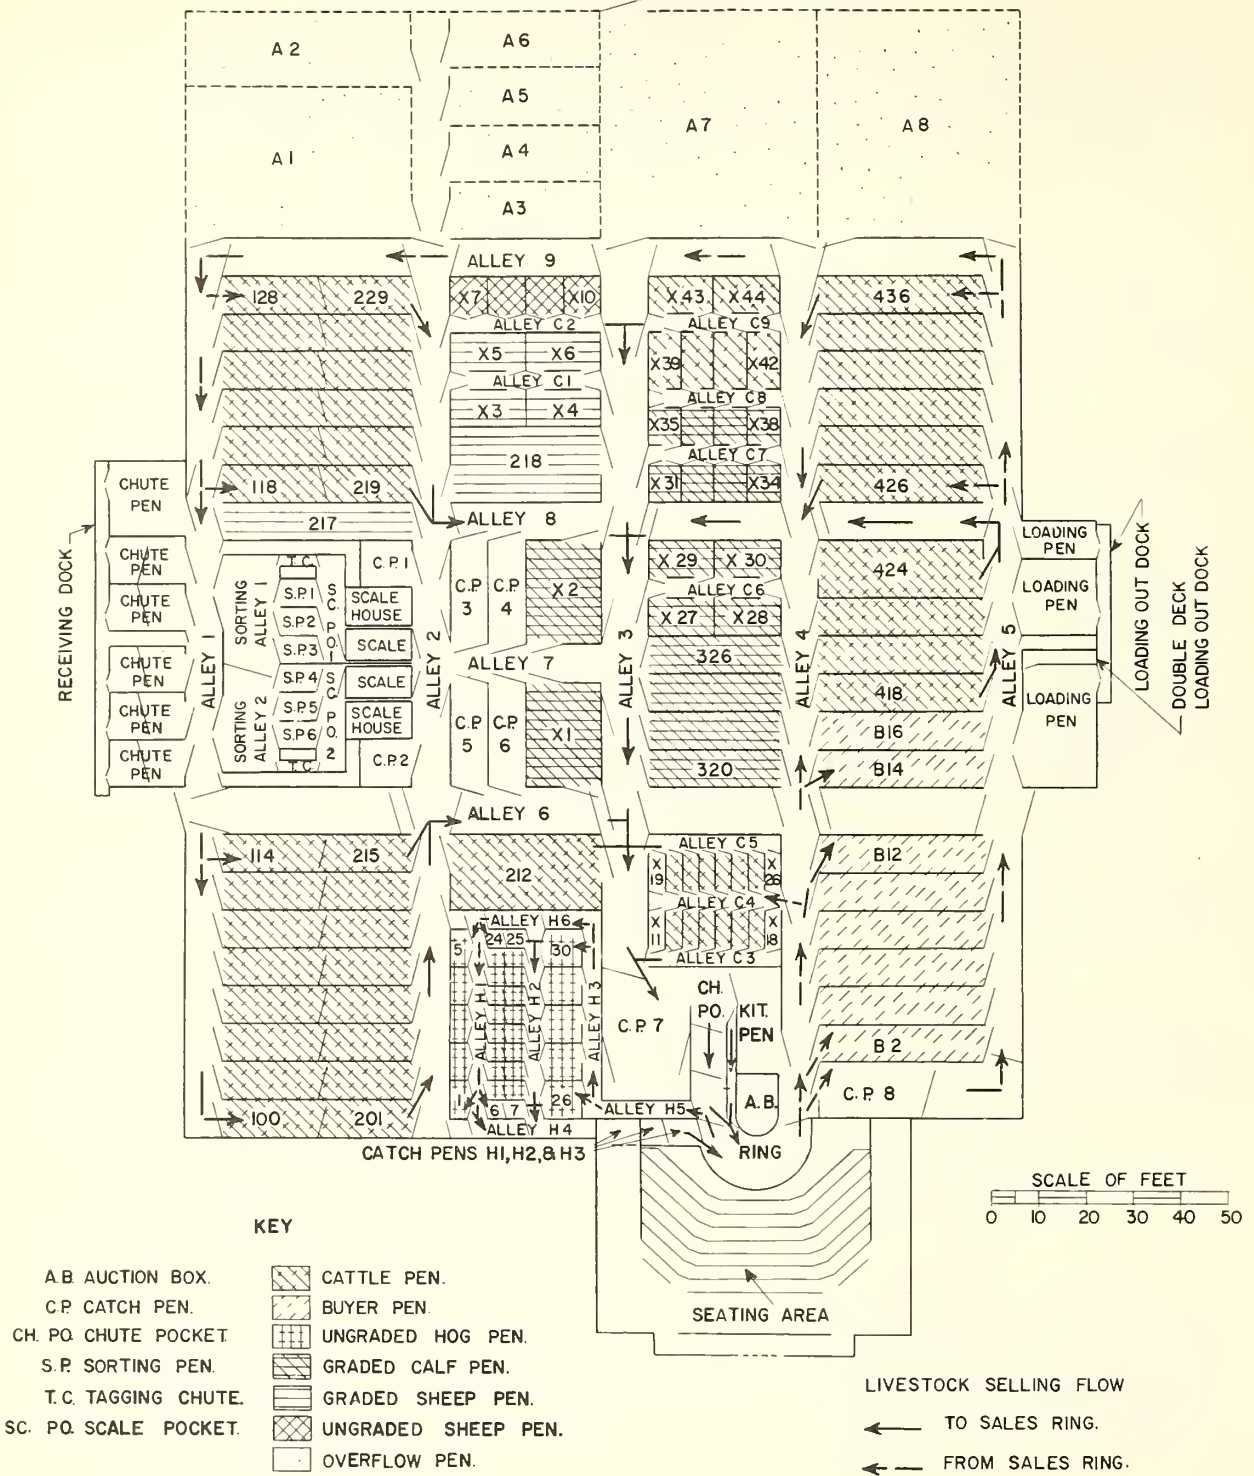 A2
A6
A5
A7
A8
A1
A4
A3
ALLEY 9
128
229
X7
X10
X43
X44
436
ALLEY C2
ALLEY C9
X5
X6
X39
X42
ALLEY C1
ALLEY C8
X3
X4
X35
X38
ALLEY C7
218
X31
X34
118
219
426
CHUTE
PEN
217
ALLEY 8
LOADING
PEN
CHUTE
PEN
T.C.
C.P.1
C.P.
3
C.P.
4
X2
X29
X30
424
ALLEY C6
CHUTE
PEN
SORTING
ALLEY 1
S.P.1
S.P.2
S.P.3
SC. PO. 1
SCALE
HOUSE
SCALE
X27
X28
LOADING
PEN
RECEIVING DOCK
ALLEY 1
ALLEY 2
ALLEY 7
ALLEY 3
326
ALLEY 4
ALLEY 5
LOADING OUT DOCK
DOUBLE DECK
LOADING OUT DOCK
CHUTE
PEN
SORTING
ALLEY 2
S.P.4
S.P.5
S.P.6
SC. PO. 2
SCALE
SCALE
HOUSE
418
LOADING
PEN
CHUTE
PEN
C.P.
5
C.P.
6
X1
B16
CHUTE
PEN
T.C.
C.P.2
320
B14
ALLEY 6
114
215
212
ALLEY C5
X
19
X
26
B12
ALLEY C4
ALLEY H6
X
11
X
18
5
24
25
30
ALLEY C3
ALLEY H1
ALLEY H2
ALLEY H3
C.P.7
CH.
PO.
KIT.
PEN
B2
1
6
7
26
ALLEY H5
A.B.
C.P. 8
100
201
ALLEY H4
CATCH PENS H1,H2,& H3
RING
SCALE OF FEET
0 10 20 30 40 50
SEATING AREA
KEY
A.B. AUCTION BOX.
C.P. CATCH PEN.
CH. PO. CHUTE POCKET.
S.P. SORTING PEN.
T.C. TAGGING CHUTE.
SC. PO. SCALE POCKET.
CATTLE PEN.
BUYER PEN.
UNGRADED HOG PEN.
GRADED CALF PEN.
GRADED SHEEP PEN.
UNGRADED SHEEP PEN.
OVERFLOW PEN.
LIVESTOCK SELLING FLOW
TO SALES RING.
FROM SALES RING.